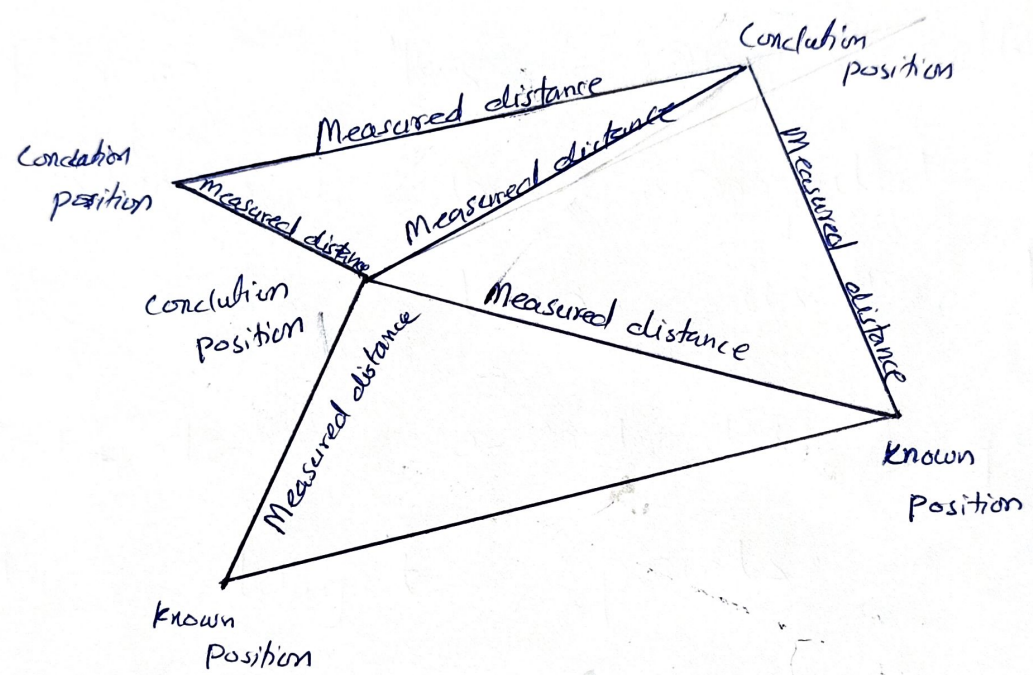 Conclution
position
Measured distance
Measured distance
Measured distance
Conclation
position
Measured distance
Conclution
position
Measured distance
Measured distance
Known
Position
Known
Position